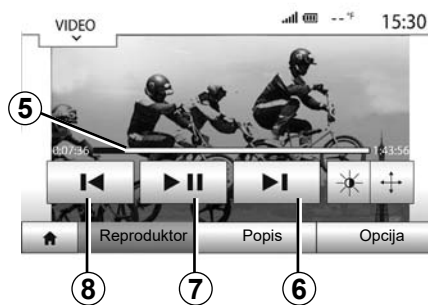 VIDEO
--°F
15:30
5
0:07:36
1:43:56
Reproduktor
Popis
Opcija
8
7
6